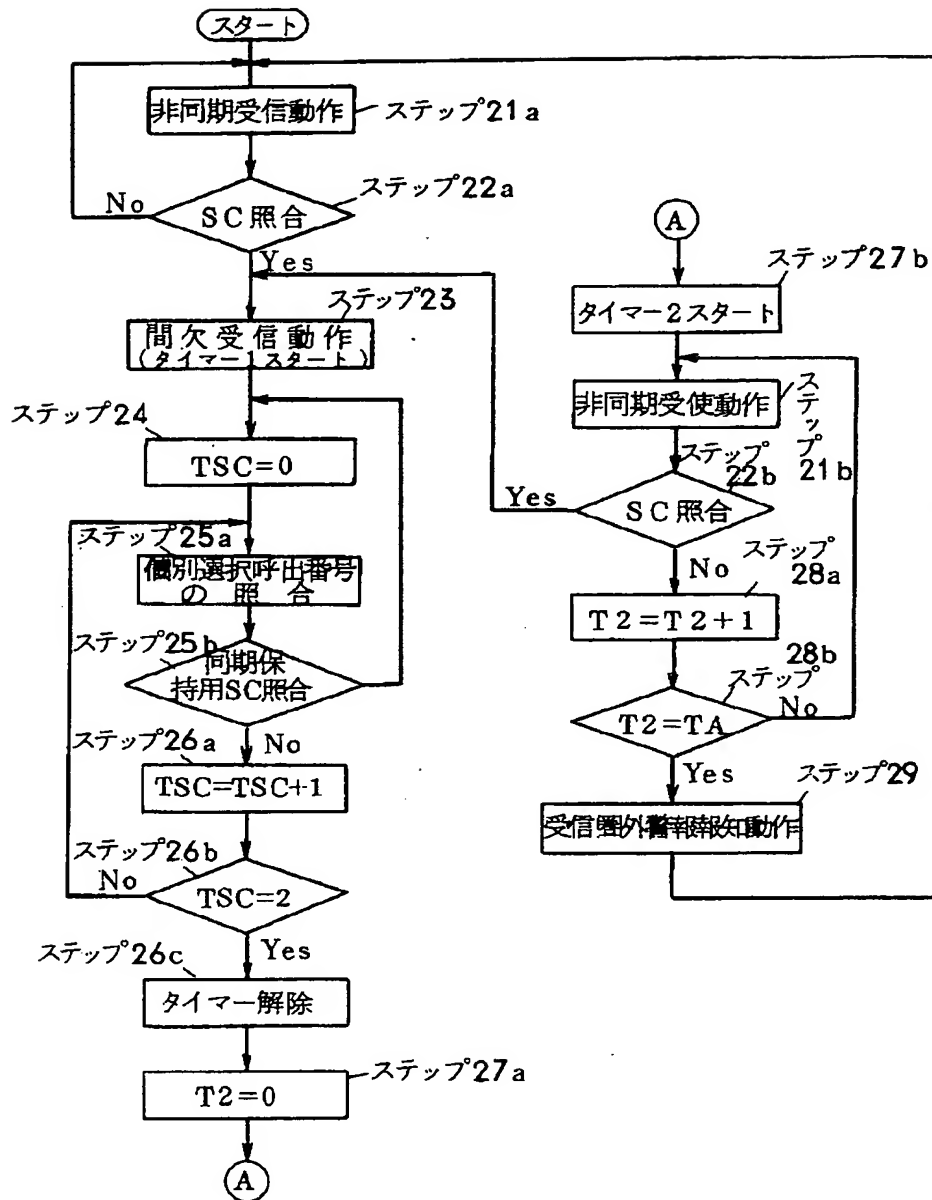 スタート
非同期受信動作
ステップ21a
ステップ22a
No
SC照合
Yes
ステップ23
間欠受信動作
(タイマー1スタート)
ステップ24
TSC=0
ステップ25a
個別選択呼出番号
の照合
ステップ25b
同期保
持用SC照合
ステップ26a
No
TSC=TSC+1
ステップ26b
No
TSC=2
Yes
ステップ26c
タイマー解除
ステップ27a
T2=0
A
A
ステップ27b
タイマー2スタート
非同期受使動作
ステップ
21b
ステップ
22b
Yes
SC照合
No
ステップ
28a
T2=T2+1
28b
ステップ
No
T2=TA
Yes
ステップ29
受信圏外警報報知動作